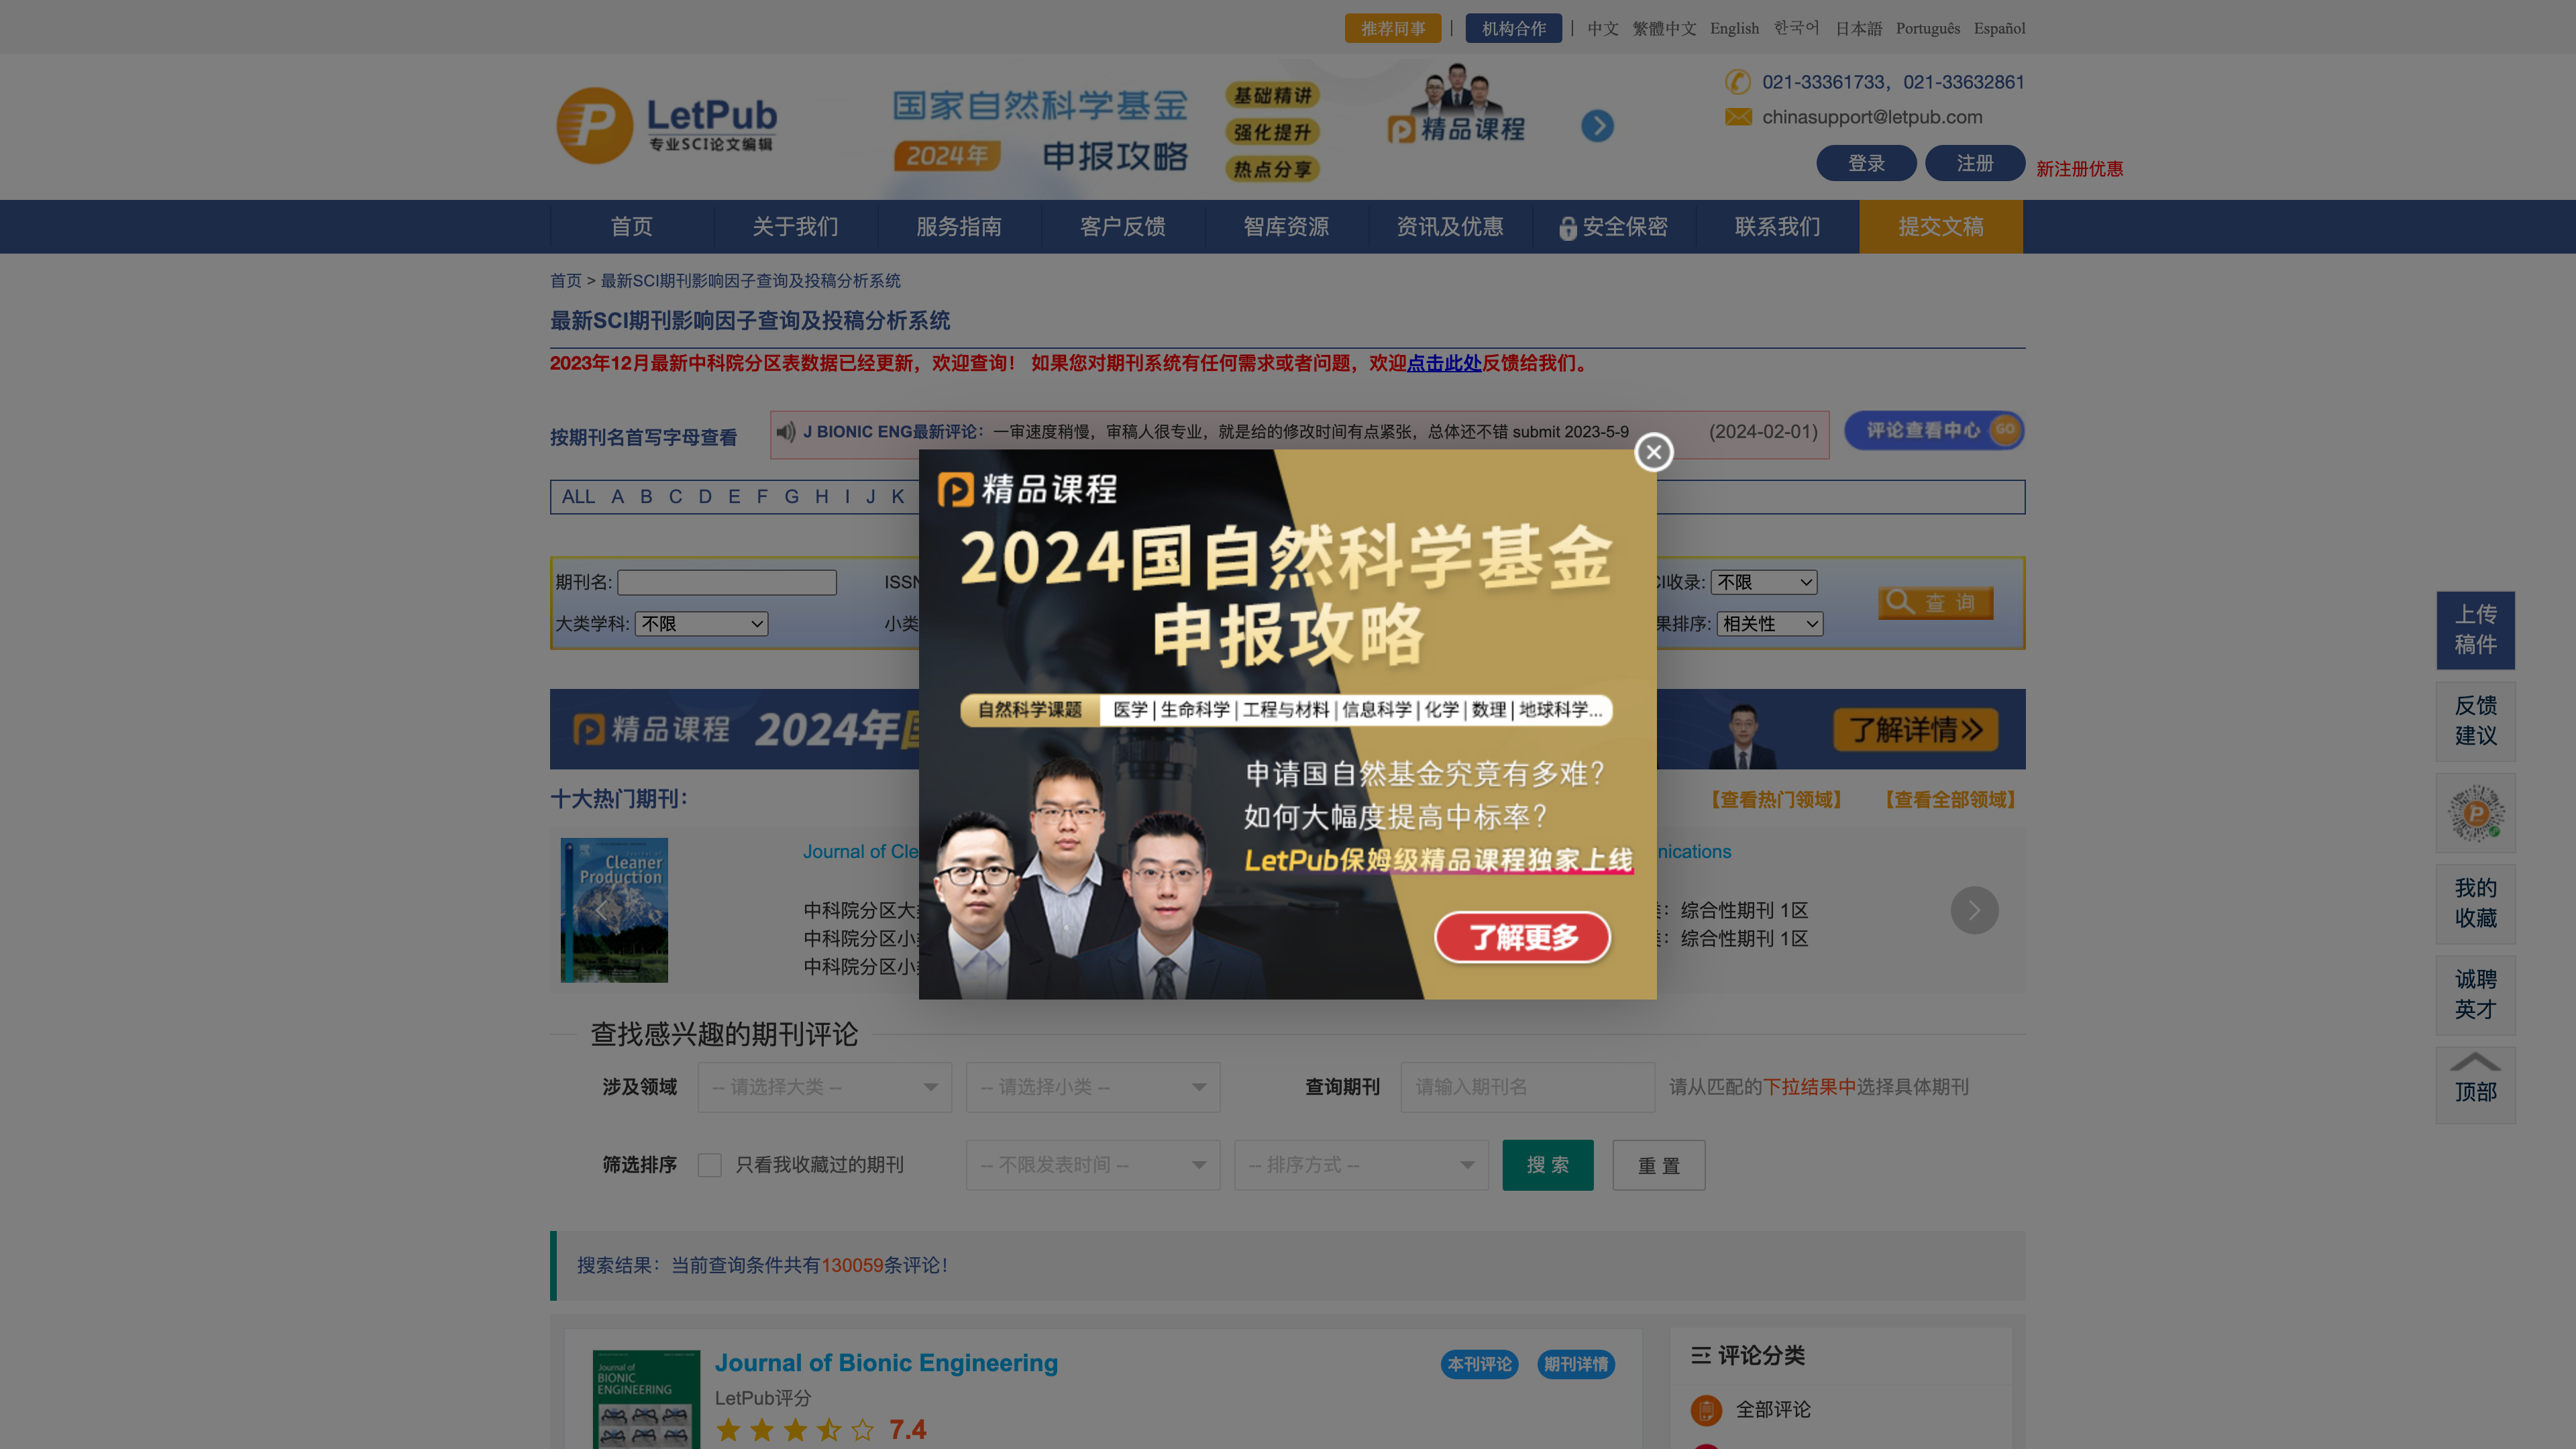 推荐同事 | 机构合作 | 中文 繁體中文 English 한국어 日本語 Português Español
LetPub
专业SCI论文编辑
国家自然科学基金
2024年 申报攻略
基础精讲
强化提升
热点分享
精品课程
021-33361733，021-33632861
chinasupport@letpub.com
登录 注册 新注册优惠
首页 关于我们 服务指南 客户反馈 智库资源 资讯及优惠 安全保密 联系我们 提交文稿
首页 > 最新SCI期刊影响因子查询及投稿分析系统
最新SCI期刊影响因子查询及投稿分析系统
2023年12月最新中科院分区表数据已经更新，欢迎查询！ 如果您对期刊系统有任何需求或者问题，欢迎点击此处反馈给我们。
按期刊名首写字母查看
J BIONIC ENG最新评论：一审速度稍慢，审稿人很专业，就是给的修改时间有点紧张，总体还不错 submit 2023-5-9 (2024-02-01)
评论查看中心 GO
ALL A B C D E F G H I J K
期刊名: ISSN CI收录: 不限
查 询
大类学科: 不限 小类 果排序: 相关性
精品课程 2024年国
了解详情
精品课程
2024国自然科学基金
申报攻略
自然科学课题 医学 | 生命科学 | 工程与材料 | 信息科学 | 化学 | 数理 | 地球科学...
申请国自然基金究竟有多难？
如何大幅度提高中标率？
LetPub保姆级精品课程独家上线
了解更多
十大热门期刊：
【查看热门领域】 【查看全部领域】
Cleaner
Production
Journal of Cle
nications
中科院分区大 ：综合性期刊 1区
中科院分区小 ：综合性期刊 1区
中科院分区小
查找感兴趣的期刊评论
涉及领域 -- 请选择大类 -- -- 请选择小类 -- 查询期刊 请输入期刊名 请从匹配的下拉结果中选择具体期刊
筛选排序 只看我收藏过的期刊 -- 不限发表时间 -- -- 排序方式 -- 搜 索 重 置
搜索结果：当前查询条件共有130059条评论！
Journal of
BIONIC
ENGINEERING
Journal of Bionic Engineering
本刊评论 期刊详情
LetPub评分
7.4
评论分类
全部评论
上传
稿件
反馈
建议
我的
收藏
诚聘
英才
顶部